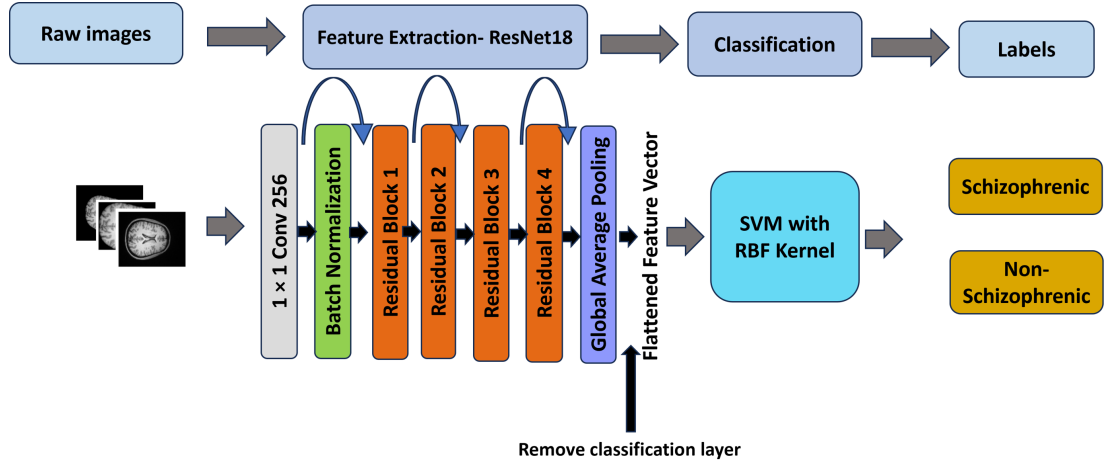 Raw images
Feature Extraction- ResNet18
Classification
Labels
1 × 1 Conv 256
Batch Normalization
Residual Block 1
Residual Block 2
Residual Block 3
Residual Block 4
Global Average Pooling
Flattened Feature Vector
SVM with
RBF Kernel
Schizophrenic
Non-
Schizophrenic
Remove classification layer